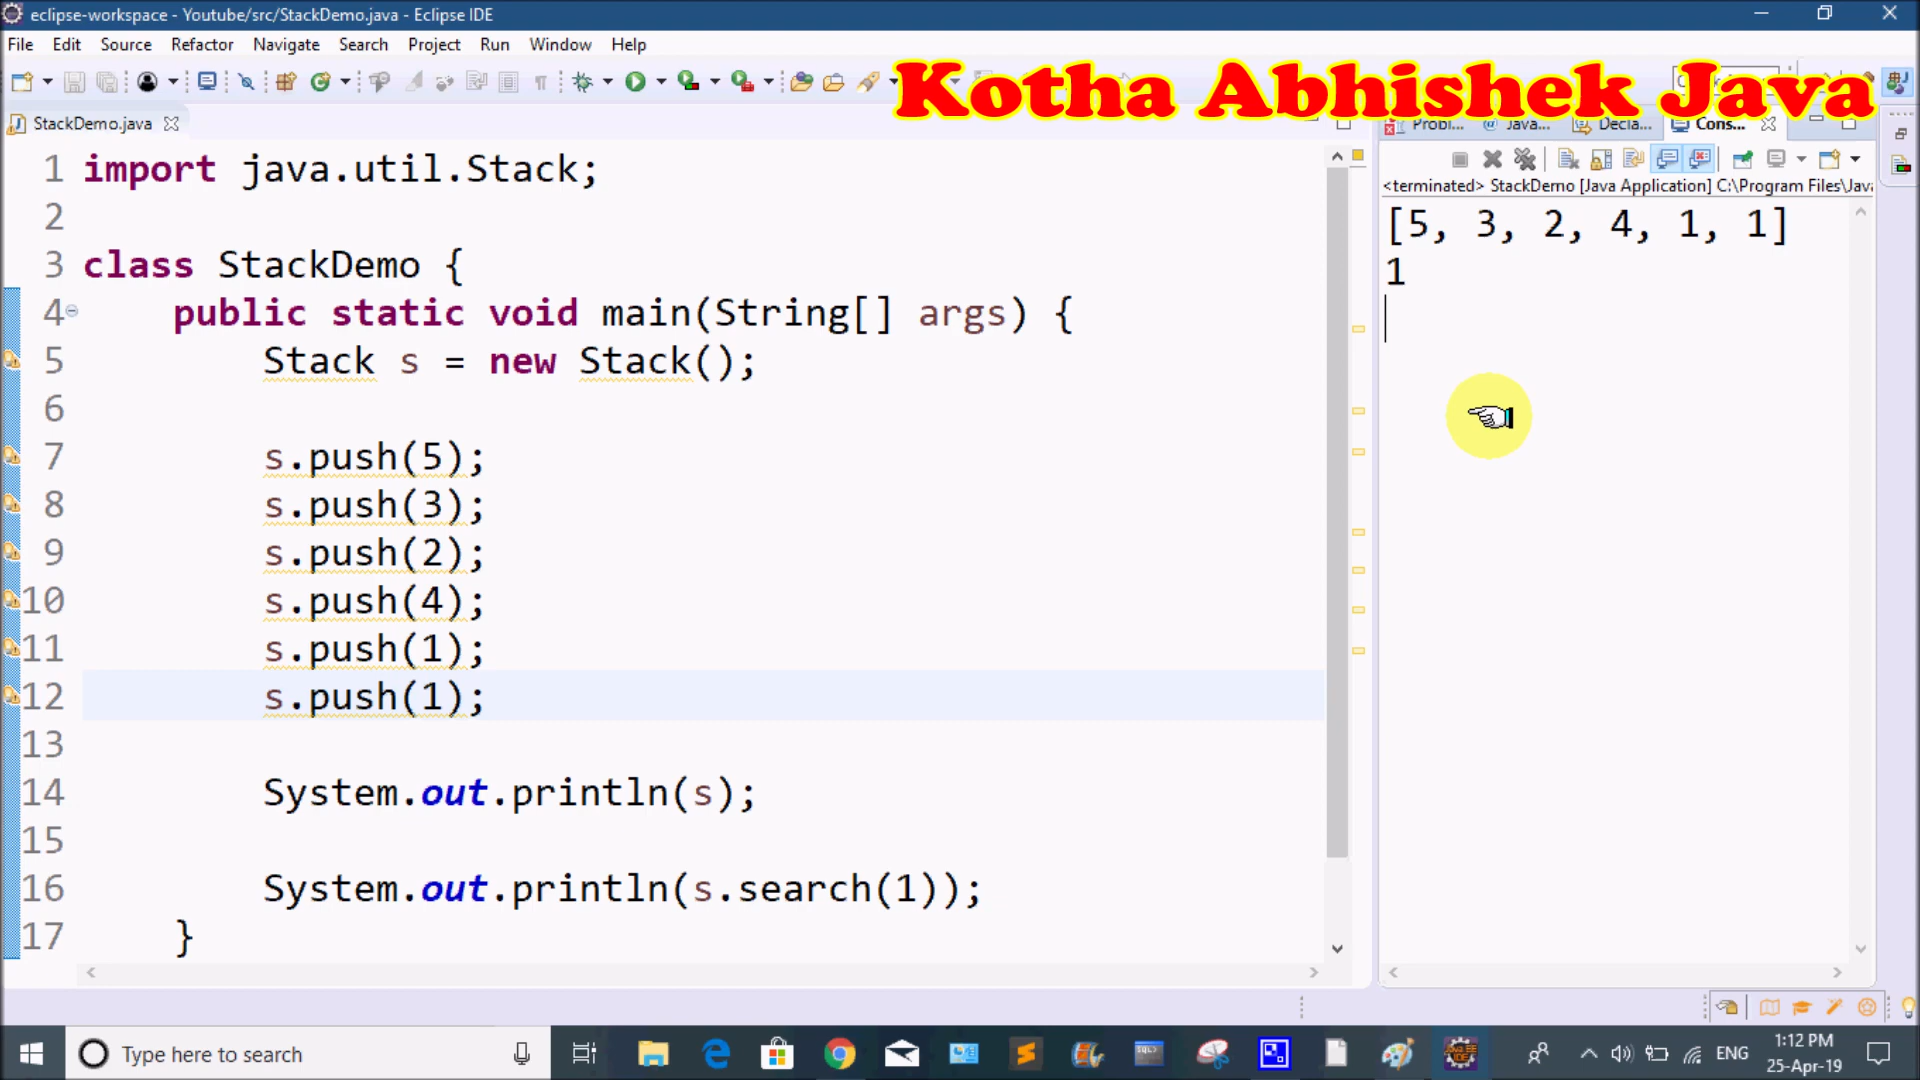 eclipse-workspace - Youtube/src/StackDemo.java - Eclipse IDE
File Edit Source Refactor Navigate Search Project Run Window Help
Kotha Abhishek Java
StackDemo.java
Cons...
<terminated> StackDemo [Java Application] C:\Program Files\Java
1 import java.util.Stack;
2
3 class StackDemo {
4 public static void main(String[] args) {
5 Stack s = new Stack();
6
7 s.push(5);
8 s.push(3);
9 s.push(2);
10 s.push(4);
11 s.push(1);
12 s.push(1);
13
14 System.out.println(s);
15
16 System.out.println(s.search(1));
17 }
[5, 3, 2, 4, 1, 1]
1
Type here to search
ENG
1:12 PM
25-Apr-19